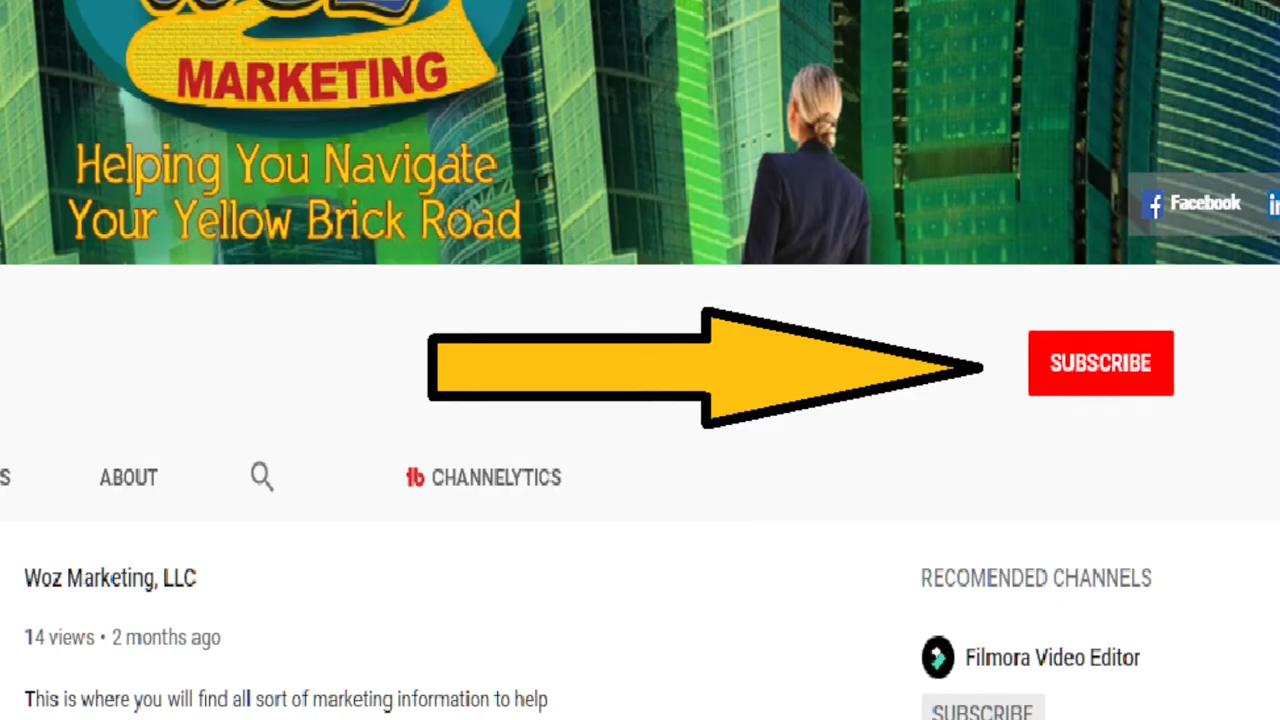 MARKETING
Helping You Navigate
Your Yellow Brick Road
Facebook
SUBSCRIBE
ABOUT
CHANNELYTICS
Woz Marketing, LLC
RECOMENDED CHANNELS
14 views • 2 months ago
Filmora Video Editor
This is where you will find all sort of marketing information to help
SUBSCRIBE